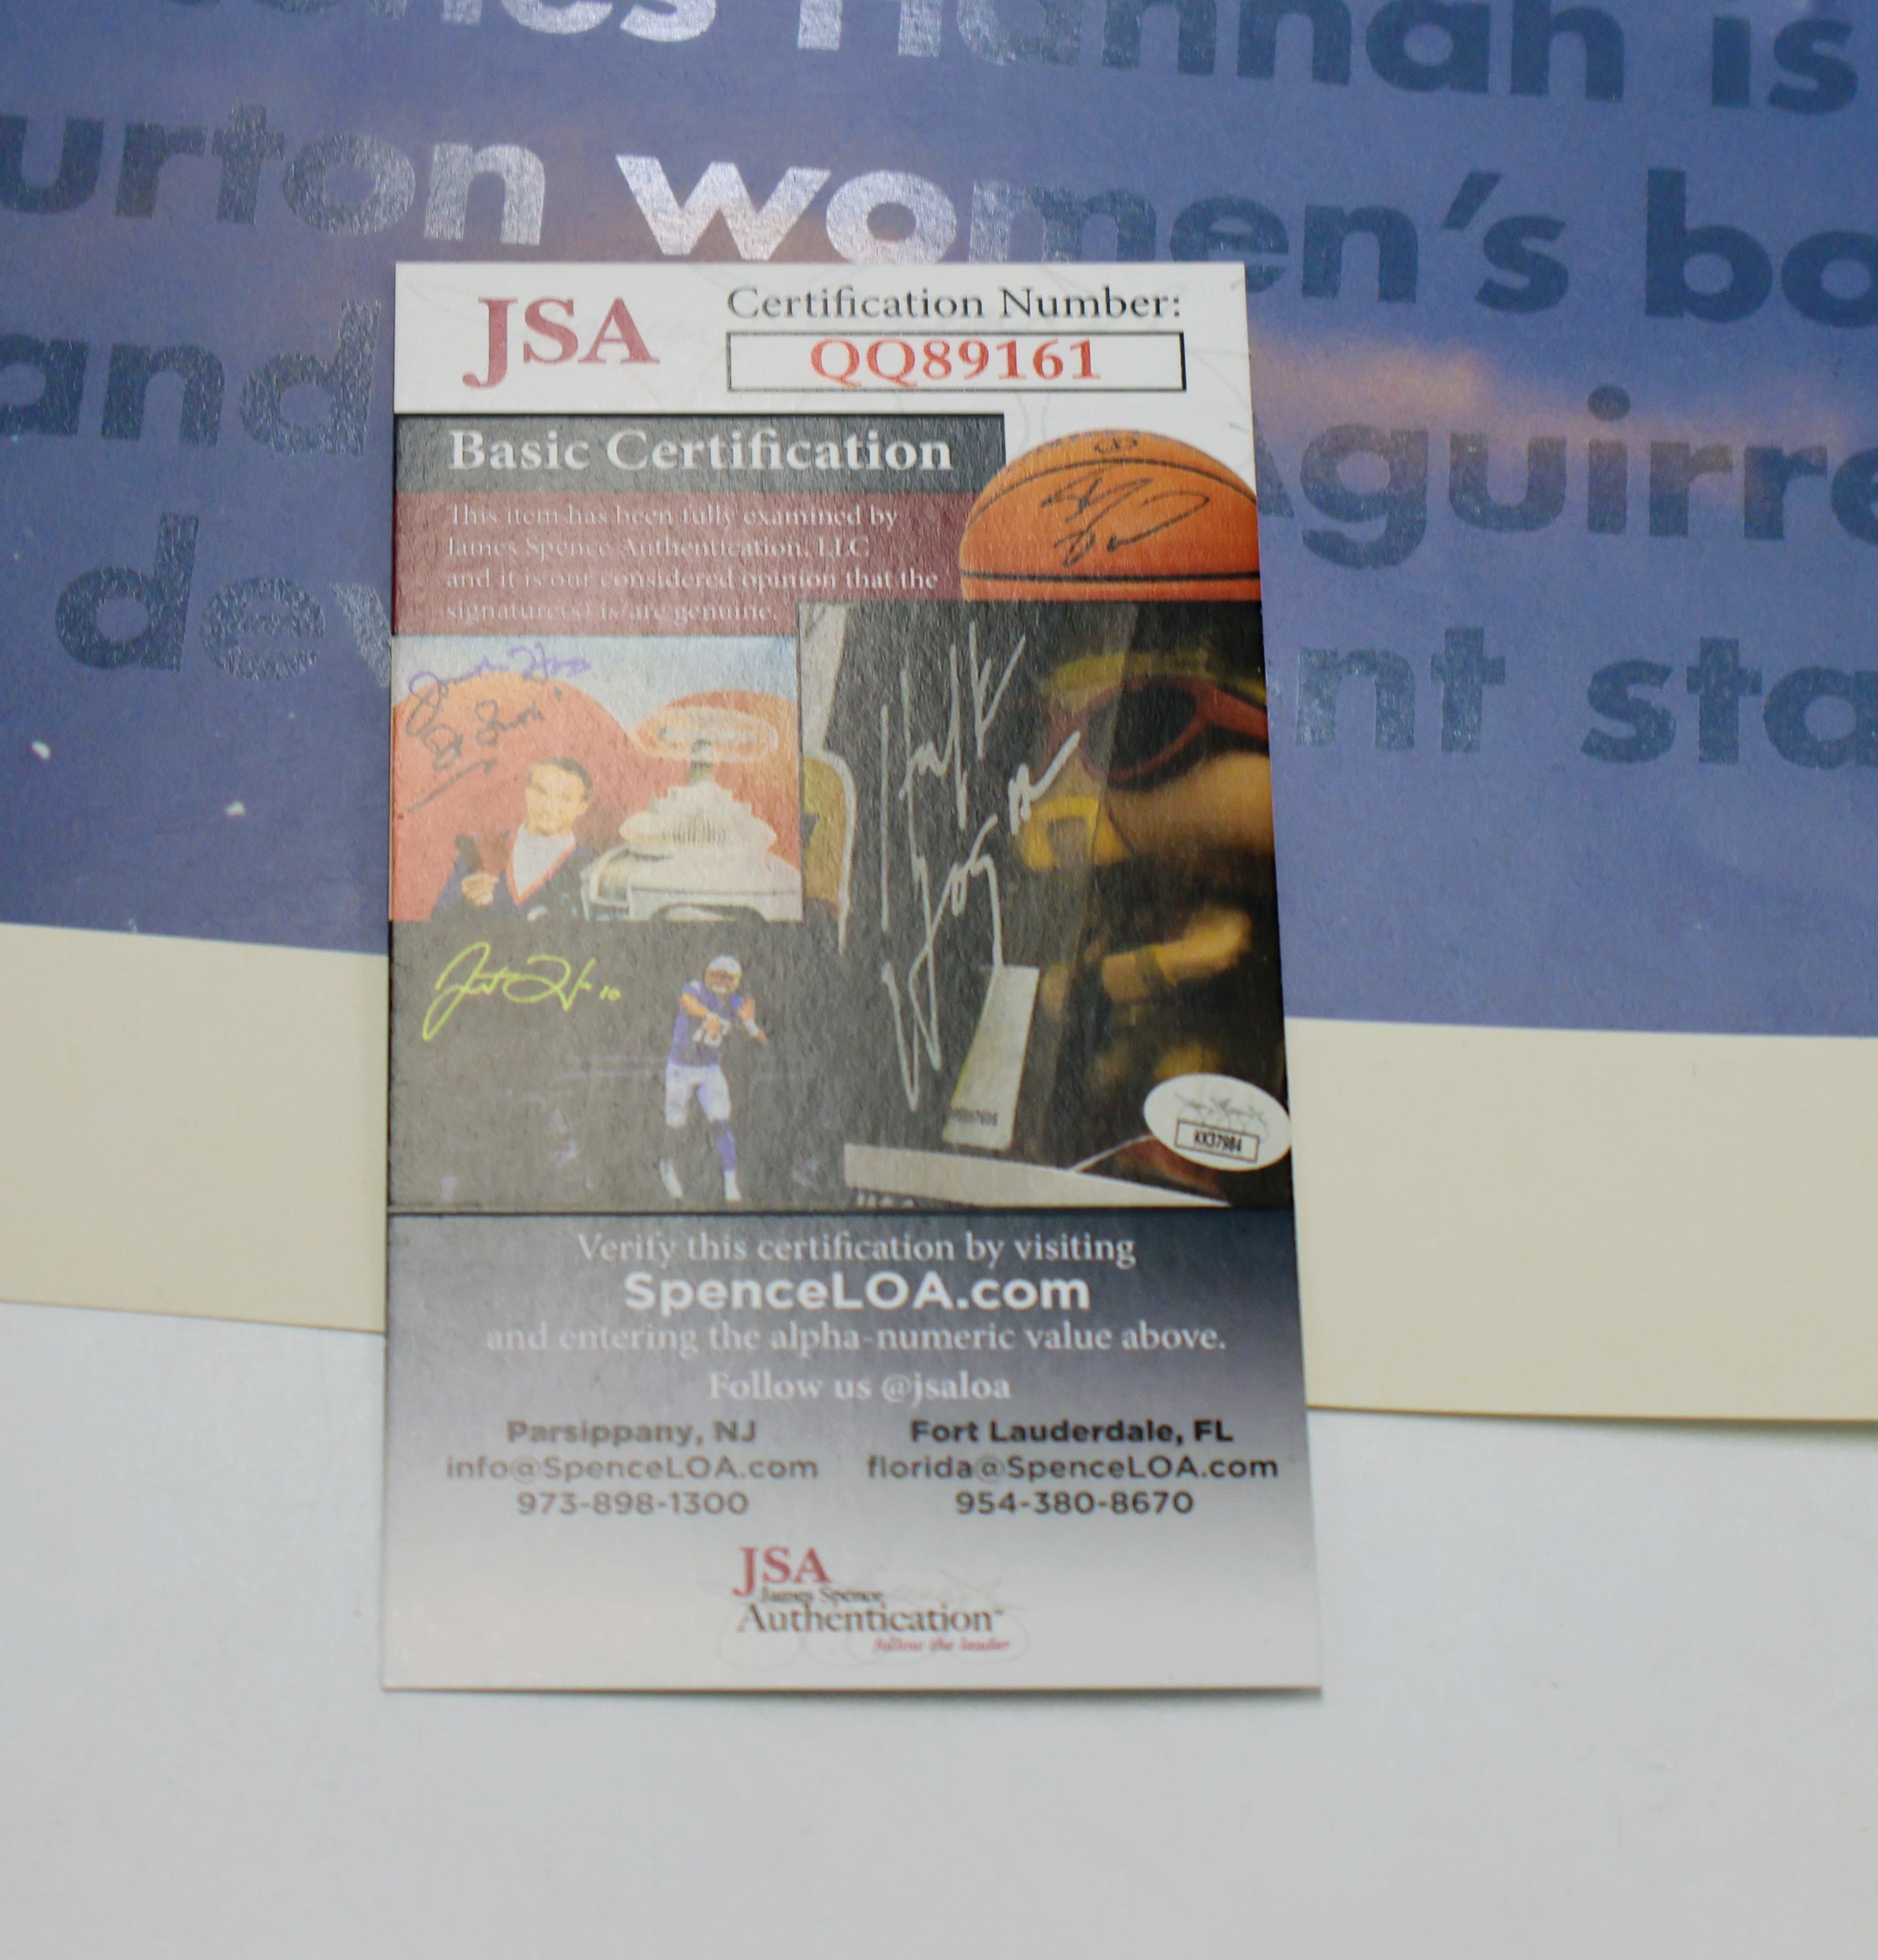 Hannah is
urton women's bo
and
Aguirre
dev
nt sta
JSA
Certification Number:
QQ89161
Basic Certification
This item has been fully examined by
James Spence Authentication, LLC
and it is our considered opinion that the
signature(s) is/are genuine.
Hulk
Hogan
10
KK37984
Verify this certification by visiting
SpenceLOA.com
and entering the alpha-numeric value above.
Follow us @jsaloa
Parsippany, NJ
info@SpenceLOA.com
973-898-1300
Fort Lauderdale, FL
florida@SpenceLOA.com
954-380-8670
JSA
James Spence
Authentication
follow the leader